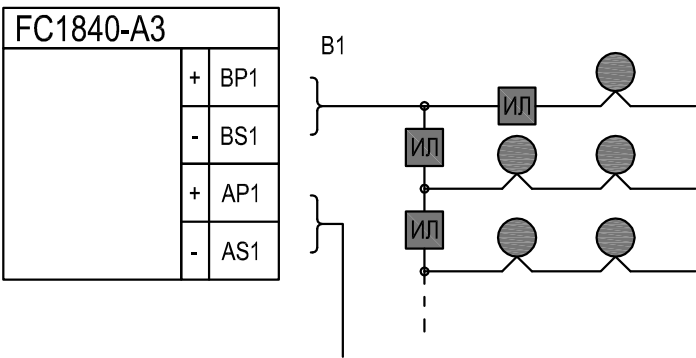 FC1840-A3
B1
+ BP1
- BS1
+ AP1
- AS1
ИЛ
ИЛ
ИЛ